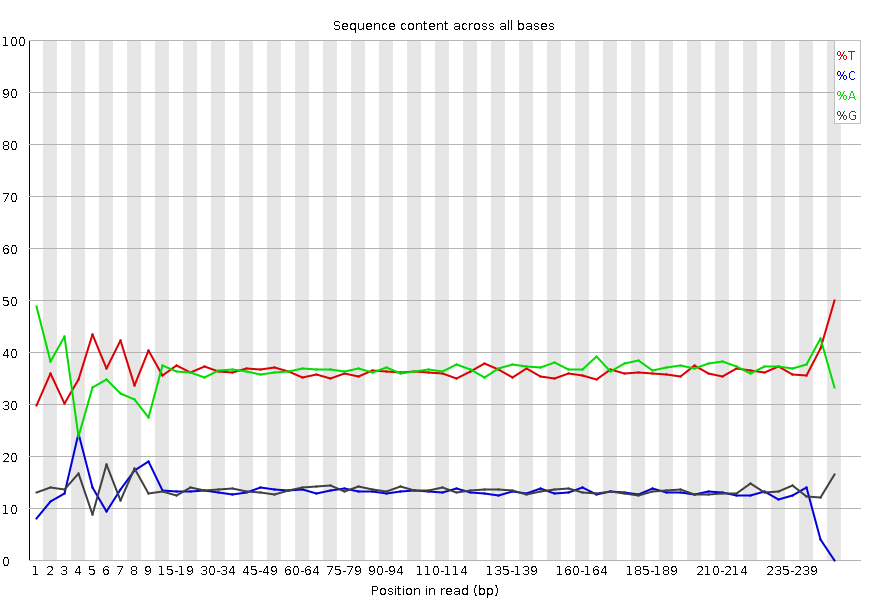 Sequence content across all bases
100
90
80
70
60
50
40
30
20
10
0
%T
%C
%A
%G
1 2 3 4 5 6 7 8 9 15-19 30-34 45-49 60-64 75-79 90-94 110-114 135-139 160-164 185-189 210-214 235-239
Position in read (bp)